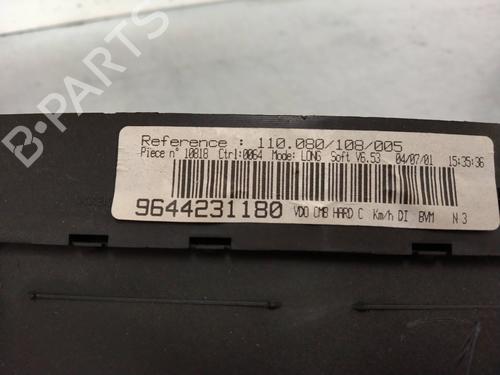 B-PARTS
Reference : 110.080/108/005
Piece n° 10818 Ctrl:0064 Mode: LONG Soft V6.53 04/07/01 15:35:36
9644231180 VDO CMB HARD C Km/h DI BVM N 3